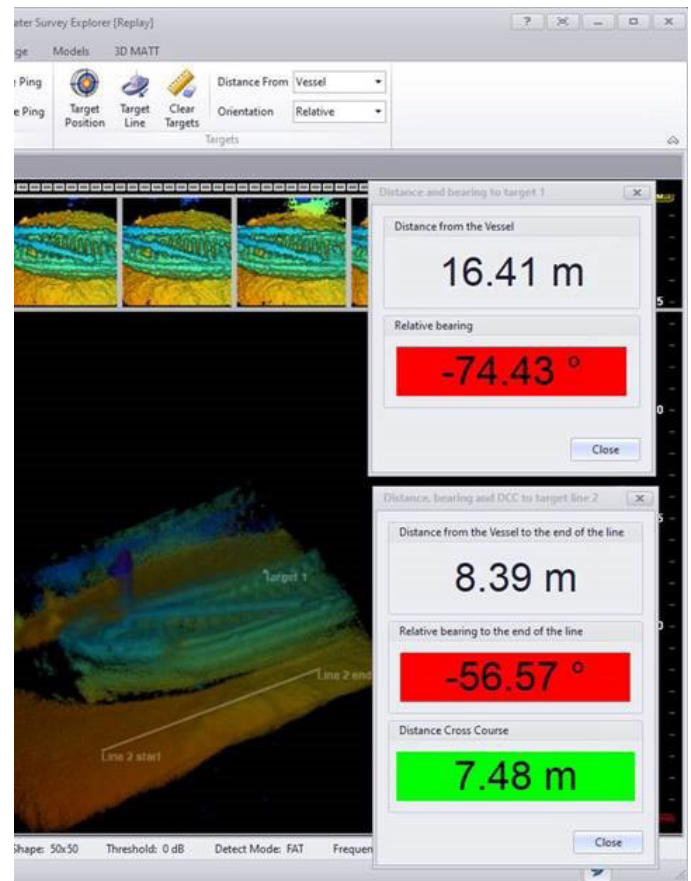 ater Survey Explorer [Replay]
ge Models 3D MATT
Ping
e Ping
Target Position
Target Line
Clear Targets
Distance From Vessel
Orientation Relative
Targets
Distance and bearing to target 1
Distance from the Vessel
16.41 m
Relative bearing
-74.43 °
Close
Distance, bearing and DCC to target line 2
Distance from the Vessel to the end of the line
8.39 m
Relative bearing to the end of the line
-56.57 °
Distance Cross Course
7.48 m
Close
Target 1
Line 2 end
Line 2 start
Shape: 50x50 Threshold: 0 dB Detect Mode: FAT Frequen